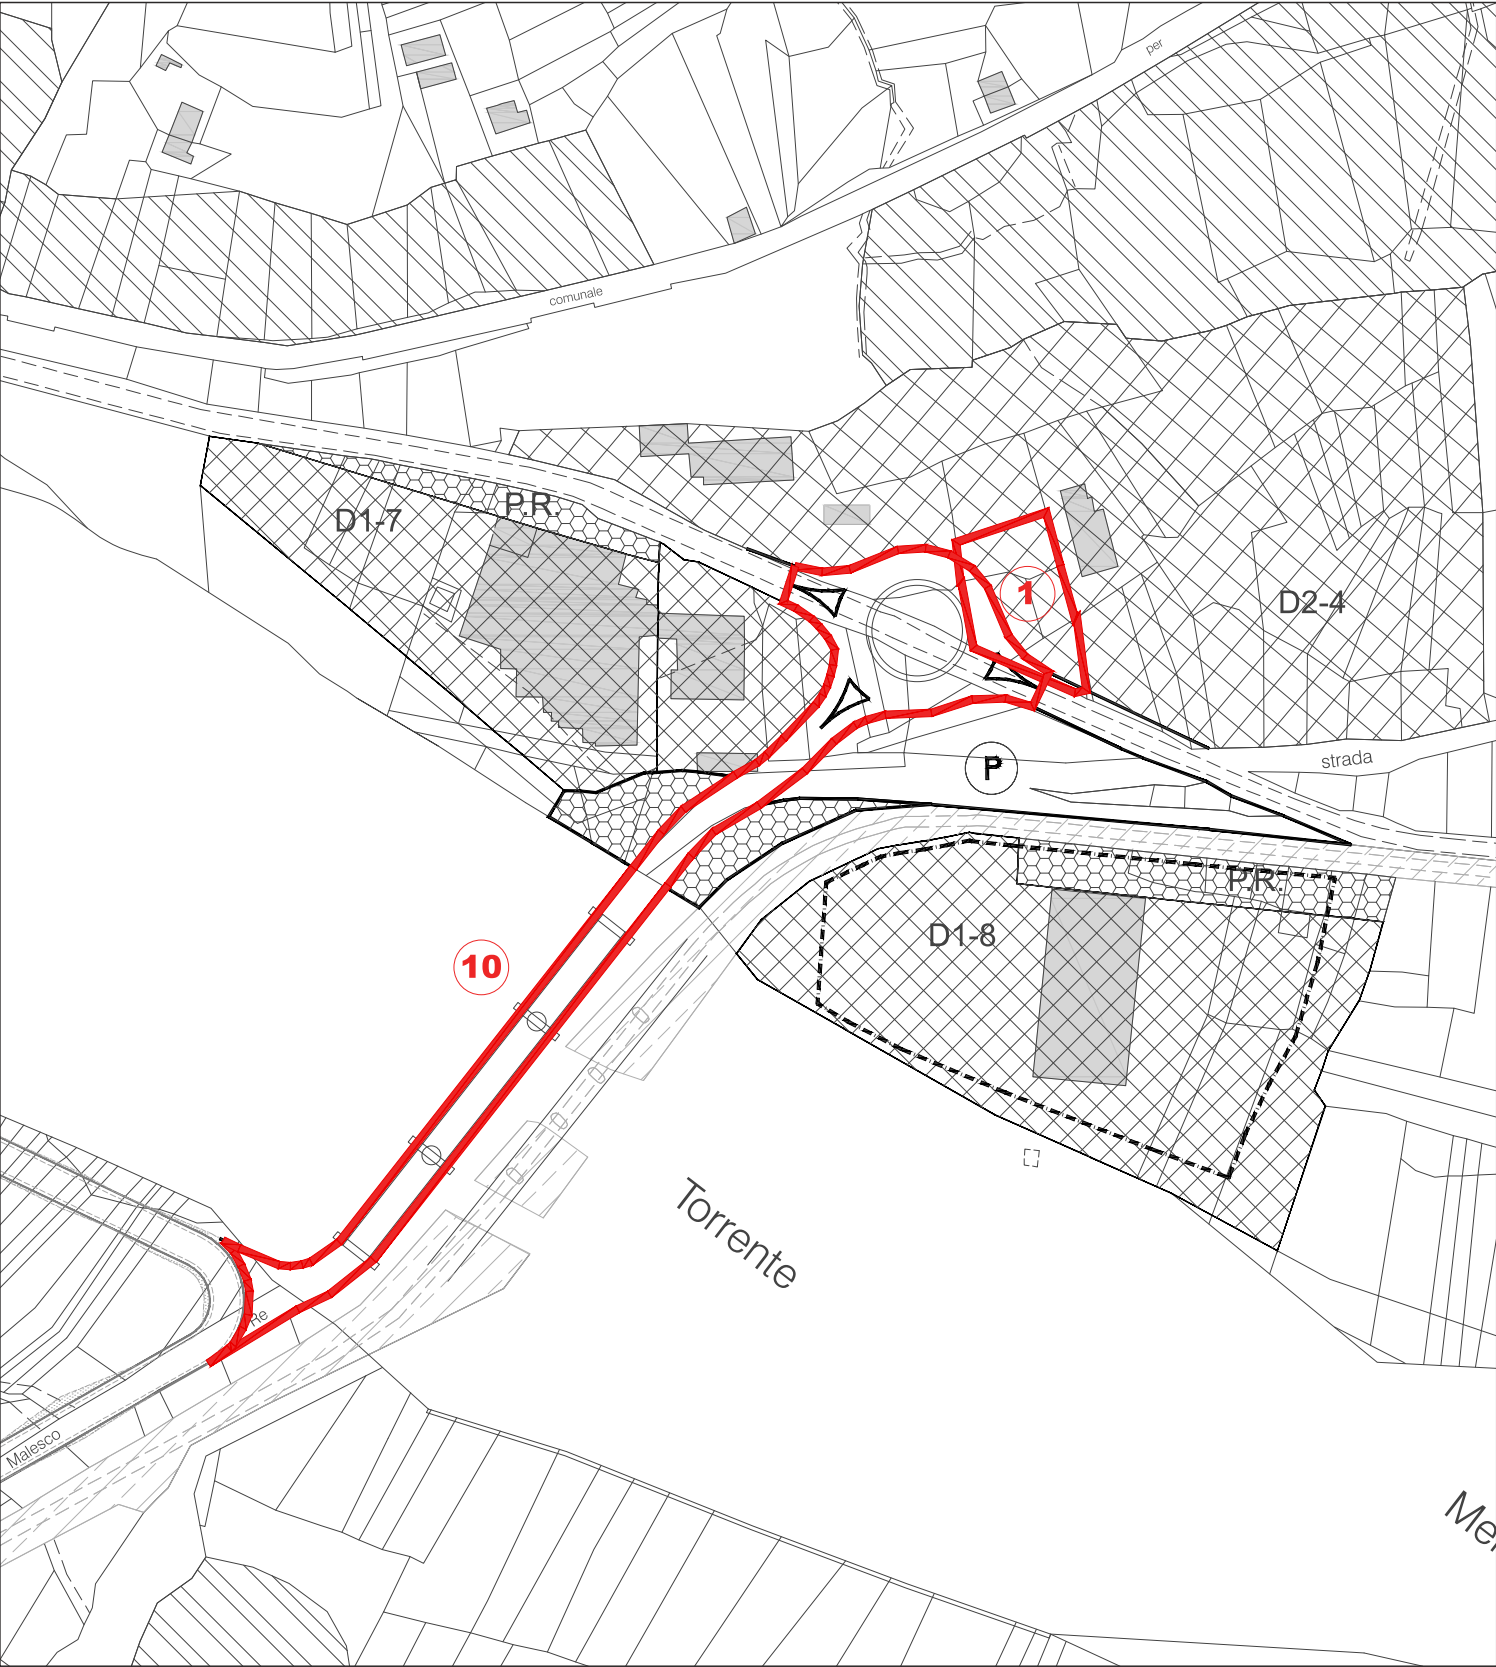 per
comunale
P.R.
D1-7
1
D2-4
strada
P
P.R.
D1-8
10
Torrente
Re
Malesco
Me